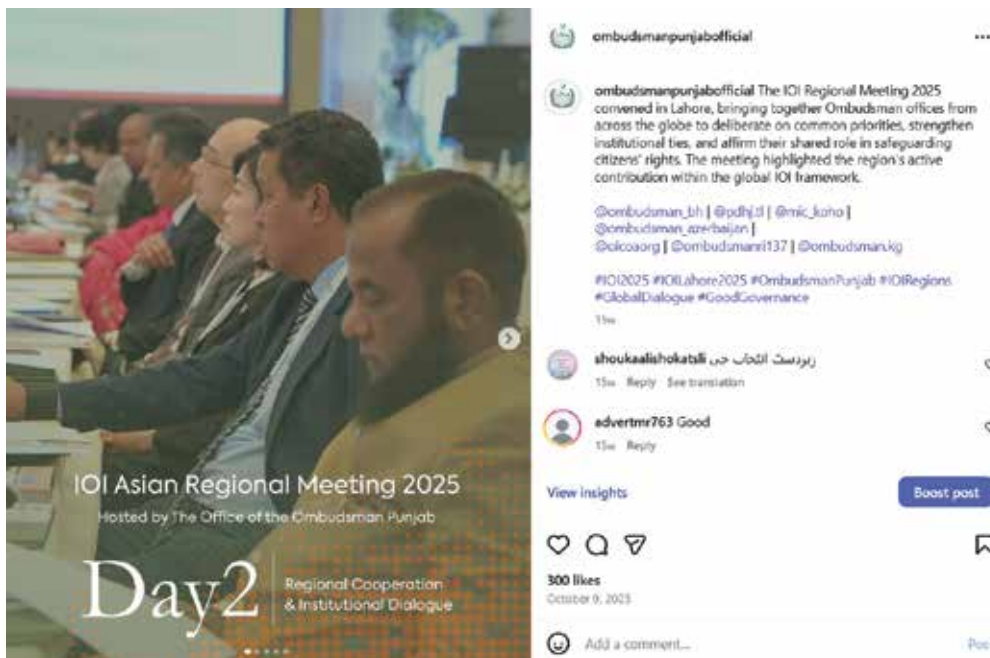 IOI Asian Regional Meeting 2025
Hosted by The Office of the Ombudsman Punjab
Day2
Regional Cooperation
& Institutional Dialogue
ombudsmanpunjabofficial
ombudsmanpunjabofficial The IOI Regional Meeting 2025
convened in Lahore, bringing together Ombudsman offices from
across the globe to deliberate on common priorities, strengthen
institutional ties, and affirm their shared role in safeguarding
citizens' rights. The meeting highlighted the region's active
contribution within the global IOI framework.
@ombudsman_bh | @pdhj.tl | @mic_koho |
@ombudsman_azerbaijan |
@oicoaorg | @ombudsmanri137 | @ombudsman.kg
#IOI2025 #IOILahore2025 #OmbudsmanPunjab #IOIRegions
#GlobalDialogue #GoodGovernance
15w
shoukaalishokatsli زبردست انتخاب جی
15w Reply See translation
advertmr763 Good
15w Reply
View insights
Boost post
300 likes
October 9, 2025
Add a comment...